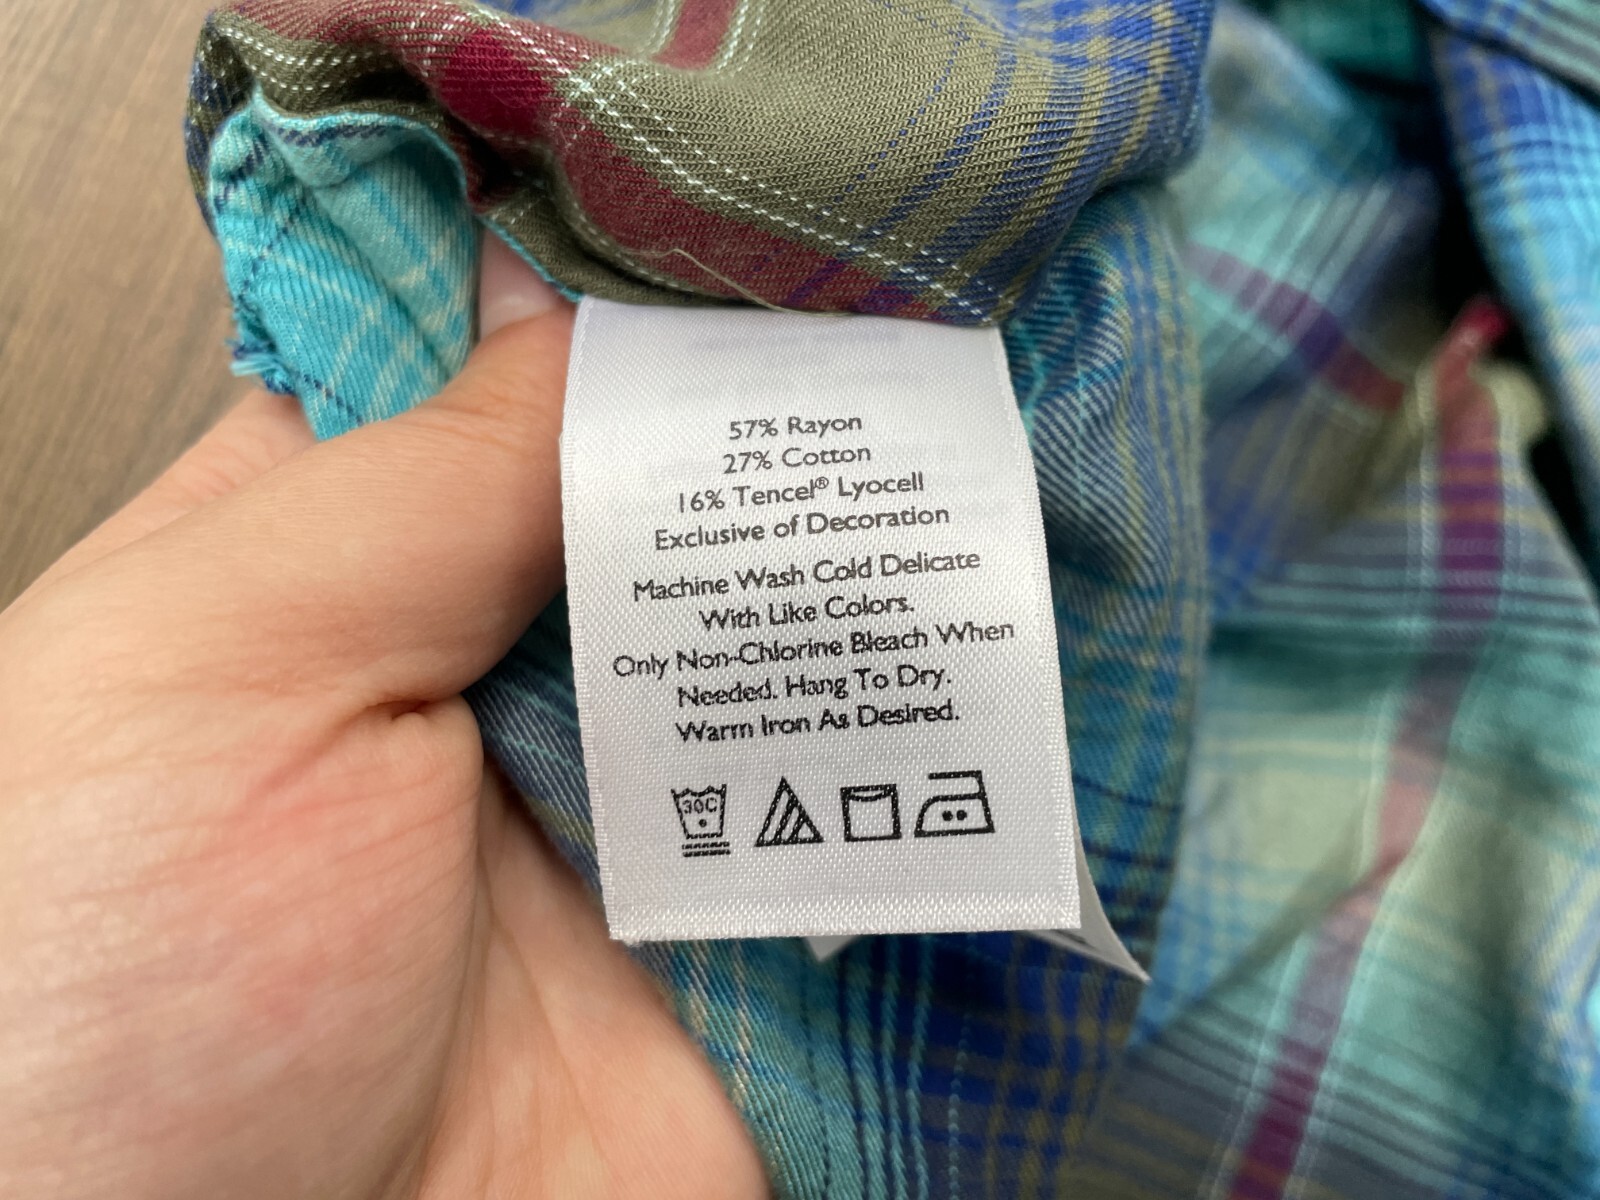 57% Rayon
27% Cotton
16% Tencel® Lyocell
Exclusive of Decoration
Machine Wash Cold Delicate
With Like Colors.
Only Non-Chlorine Bleach When
Needed. Hang To Dry.
Warm Iron As Desired.
30C